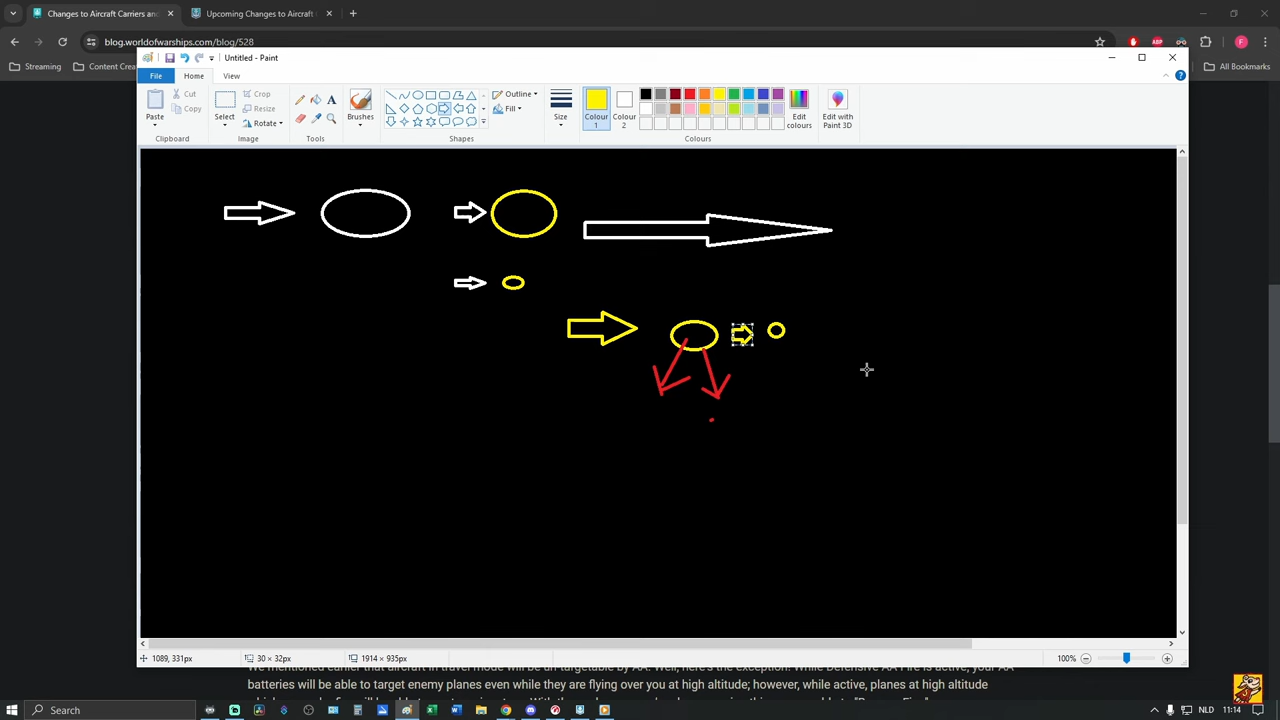 Changes to Aircraft Carriers and
Upcoming Changes to Aircraft C
blog.worldofwarships.com/blog/528
Streaming
Content Crea
All Bookmarks
Untitled - Paint
File
Home
View
Paste
Cut
Copy
Clipboard
Select
Crop
Resize
Rotate
Image
Tools
Brushes
Outline
Fill
Shapes
Size
Colour 1
Colour 2
Edit colours
Colours
Edit with Paint 3D
1089, 331px
30 × 32px
1914 × 935px
100%
batteries will be able to target enemy planes even while they are flying over you at high altitude; however, while active, planes at high altitude
Search
NLD
11:14